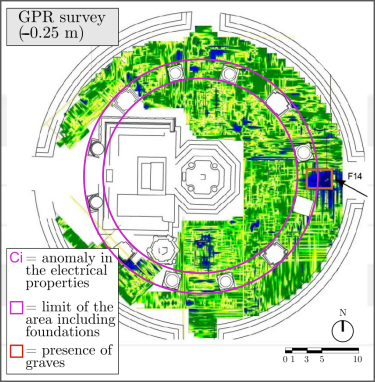 GPR survey
(-0.25 m)
F14
Ci = anomaly in
the electrical
properties
= limit of the
area including
foundations
= presence of
graves
N
0 1 3 5 10